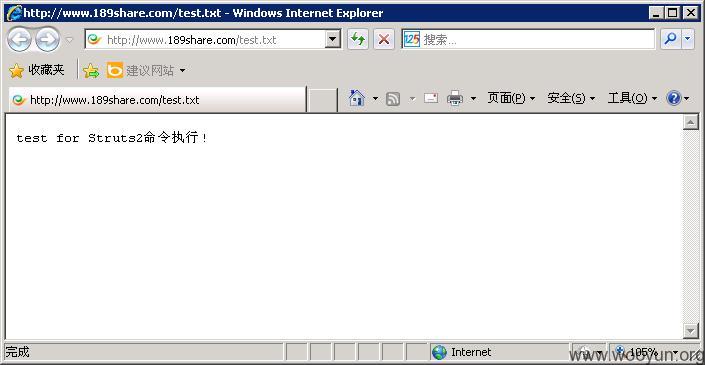 http://www.189share.com/test.txt - Windows Internet Explorer
http://www.189share.com/test.txt
125 搜索...
收藏夹 建议网站
http://www.189share.com/test.txt
页面(P) 安全(S) 工具(O)
test for Struts2命令执行!
完成 Internet 105%
www.wooyun.org